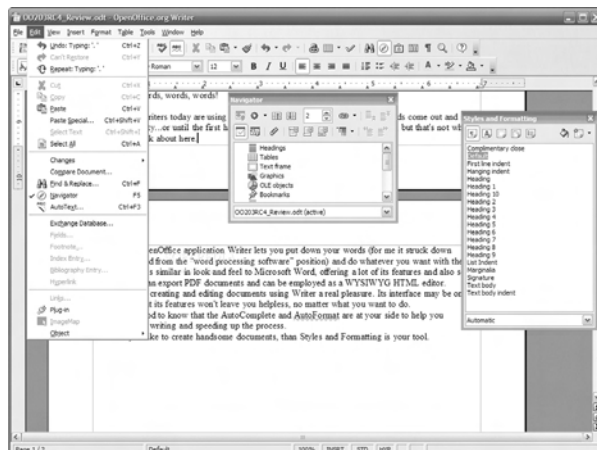 OO203RC4_Review.odt - OpenOffice.org Writer
File Edit View Insert Format Table Tools Window Help
Undo: Typing: '.' Ctrl+Z
Can't Restore Ctrl+Y
Repeat: Typing: '.'
Cut Ctrl+X
Copy Ctrl+C
Paste Ctrl+V
Paste Special... Ctrl+Shift+V
Select Text Ctrl+Shift+I
Select All Ctrl+A
Changes
Compare Document...
Find & Replace... Ctrl+F
Navigator F5
AutoText... Ctrl+F3
Exchange Database...
Fields...
Footnote...
Index Entry...
Bibliography Entry...
Hyperlink
Links...
Plug-in
ImageMap
Object
Roman 12
rds, words, words!
riters today are using
ds come out and
y...or until the first h
but that's not wh
k about here.
Navigator
2
Headings
Tables
Text frame
Graphics
OLE objects
Bookmarks
OO203RC4_Review.odt (active)
Styles and Formatting
Complimentary close
Default
First line indent
Hanging indent
Heading
Heading 1
Heading 10
Heading 2
Heading 3
Heading 4
Heading 5
Heading 6
Heading 7
Heading 8
Heading 9
List Indent
Marginalia
Signature
Text body
Text body indent
Automatic
enOffice application Writer lets you put down your words (for me it struck down
d from the "word processing software" position) and do whatever you want with the
s similar in look and feel to Microsoft Word, offering a lot of its features and also s
an export PDF documents and can be employed as a WYSIWYG HTML editor.
creating and editing documents using Writer a real pleasure. Its interface may be or
t its features won't leave you helpless, no matter what you want to do.
od to know that the AutoComplete and AutoFormat are at your side to help you
writing and speeding up the process.
ke to create handsome documents, than Styles and Formatting is your tool.
Page 1 / 2 Default 100% INSRT STD HYP